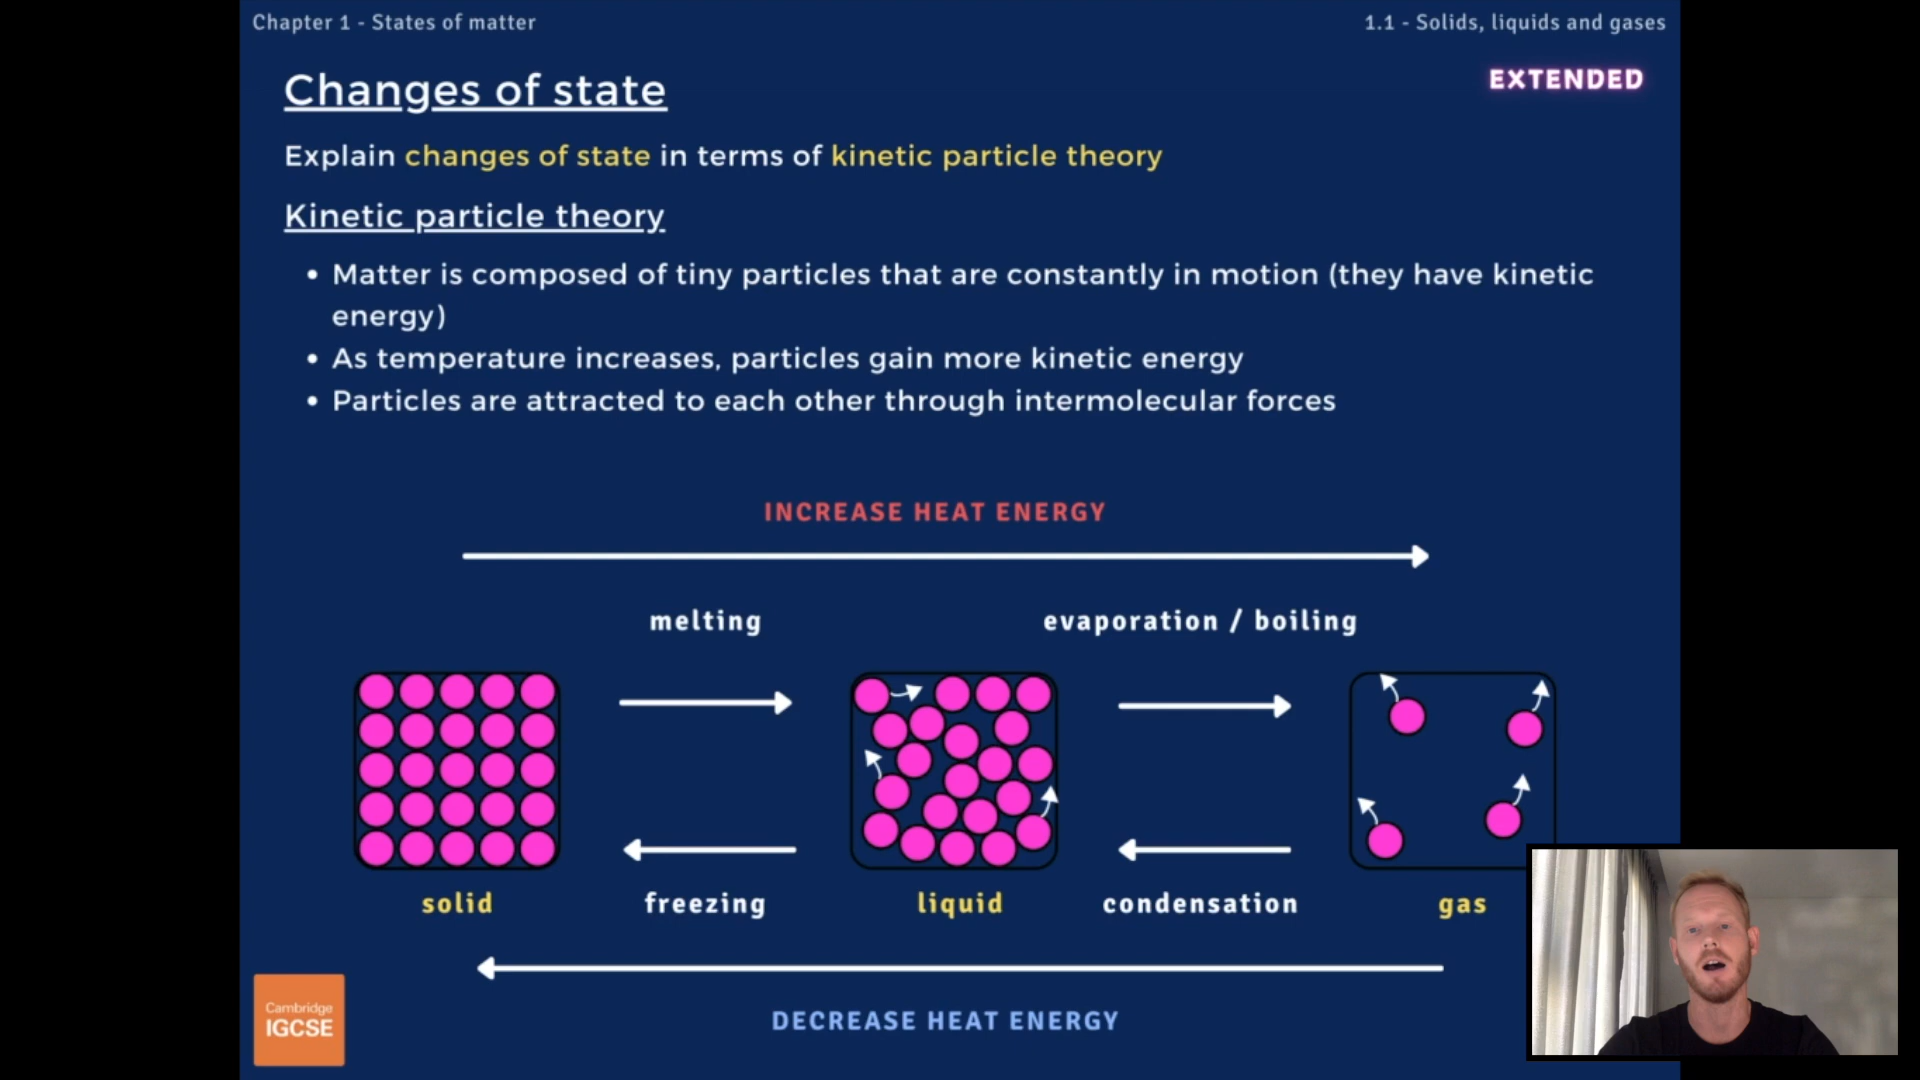 Chapter 1 - States of matter
1.1 - Solids, liquids and gases
Changes of state
EXTENDED
Explain changes of state in terms of kinetic particle theory
Kinetic particle theory
• Matter is composed of tiny particles that are constantly in motion (they have kinetic
energy)
• As temperature increases, particles gain more kinetic energy
• Particles are attracted to each other through intermolecular forces
INCREASE HEAT ENERGY
melting
evaporation / boiling
solid
freezing
liquid
condensation
gas
DECREASE HEAT ENERGY
Cambridge
IGCSE